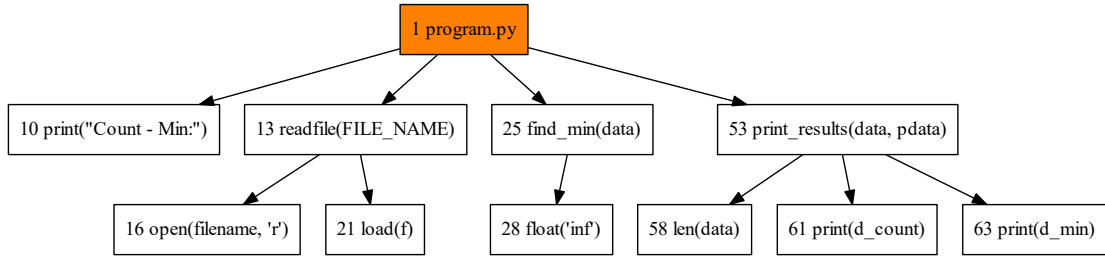 1 program.py
10 print("Count - Min:")
13 readfile(FILE_NAME)
25 find_min(data)
53 print_results(data, pdata)
16 open(filename, 'r')
21 load(f)
28 float('inf')
58 len(data)
61 print(d_count)
63 print(d_min)